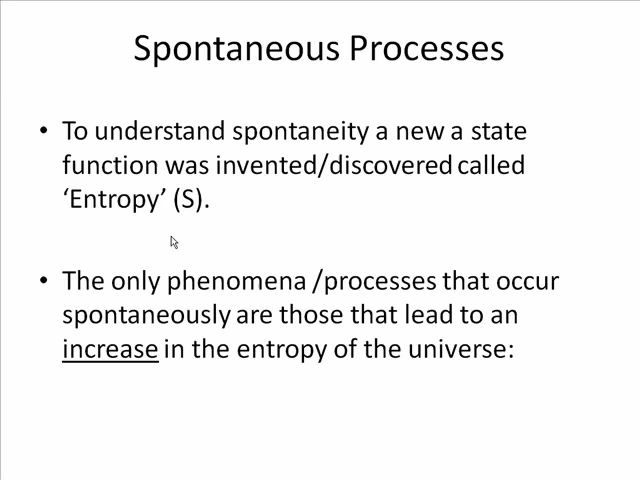 Spontaneous Processes
• To understand spontaneity a new a state
function was invented/discovered called
‘Entropy’ (S).
• The only phenomena /processes that occur
spontaneously are those that lead to an
increase in the entropy of the universe: